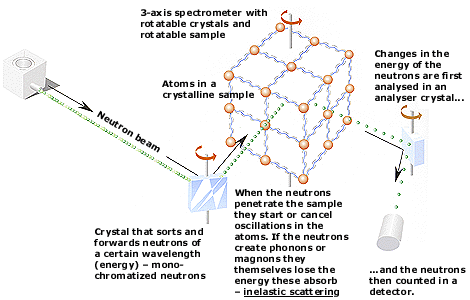 3-axis spectrometer with
rotatable crystals and
rotatable sample
Atoms in a
crystalline sample
Changes in the
energy of the
neutrons are first
analysed in an
analyser crystal...
Neutron beam
When the neutrons
penetrate the sample
they start or cancel
oscillations in the
atoms. If the neutrons
create phonons or
magnons they
themselves lose the
energy these absorb
– inelastic scattering
Crystal that sorts and
forwards neutrons of
a certain wavelength
(energy) – mono-
chromatized neutrons
...and the neutrons
then counted in a
detector.